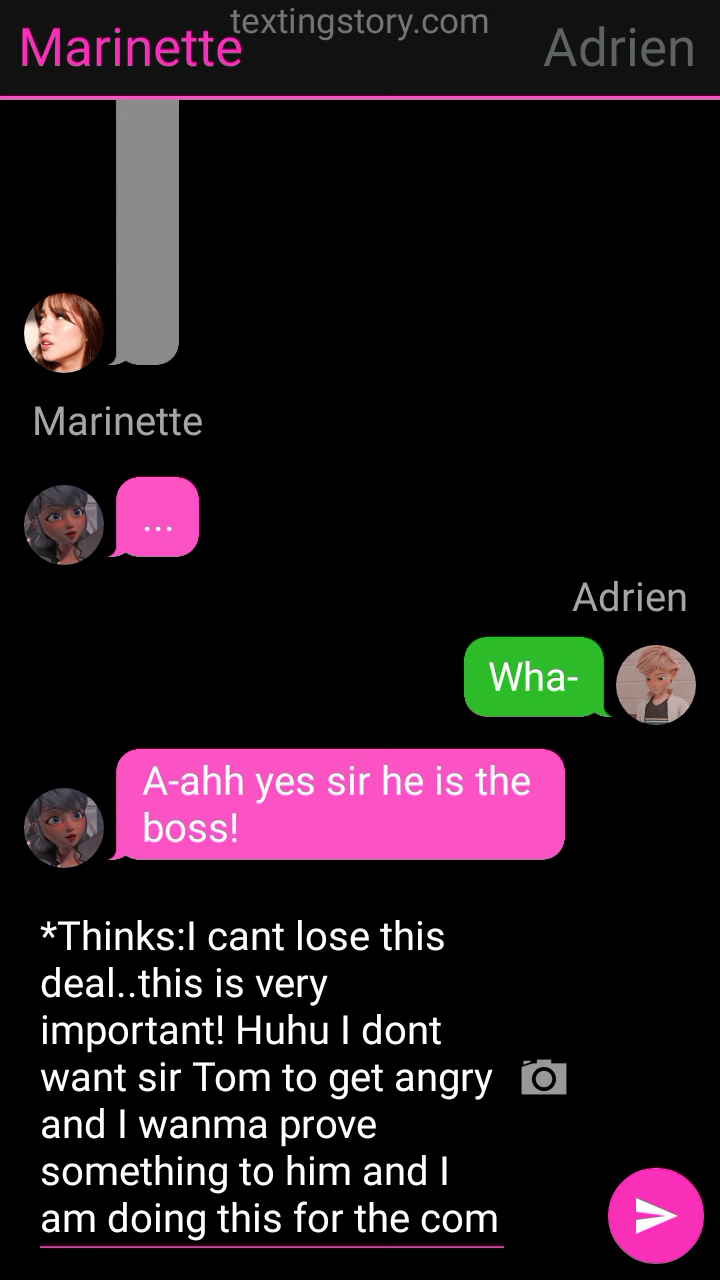 textingstory.com
Marinette
Adrien
Marinette
...
Adrien
Wha-
A-ahh yes sir he is the
boss!
*Thinks:I cant lose this
deal..this is very
important! Huhu I dont
want sir Tom to get angry
and I wanma prove
something to him and I
am doing this for the com